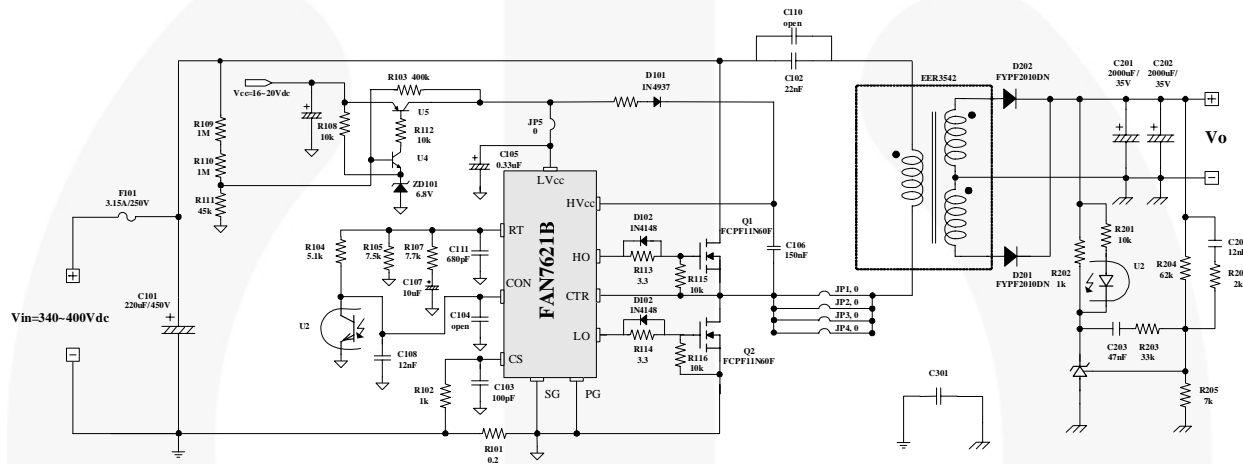 C110
open
C102
22nF
EER3542
D202
FYPF2010DN
C201
2000uF/
35V
C202
2000uF/
35V
Vcc=16~20Vdc
R103 400k
D101
1N4937
U5
R109
1M
R108
10k
R112
10k
JP5
0
Vo
R110
1M
U4
C105
0.33uF
ZD101
6.8V
R111
45k
LVcc
F101
3.15A/250V
HVcc
Q1
FCPF11N60F
D102
1N4148
C106
150nF
R104
5.1k
R105
7.5k
R107
7.7k
C111
680pF
RT
HO
R113
3.3
R115
10k
R201
10k
U2
R202
1k
R204
62k
C20
12n
R20
2k
D201
FYPF2010DN
C107
10uF
CON
FAN7621B
CTR
JP1, 0
JP2, 0
JP3, 0
JP4, 0
C101
220uF/450V
Vin=340~400Vdc
U2
C104
open
D102
1N4148
LO
R114
3.3
R116
10k
Q2
FCPF11N60F
C203
47nF
R203
33k
C108
12nF
CS
R102
1k
C103
100pF
SG
PG
C301
R205
7k
R101
0.2